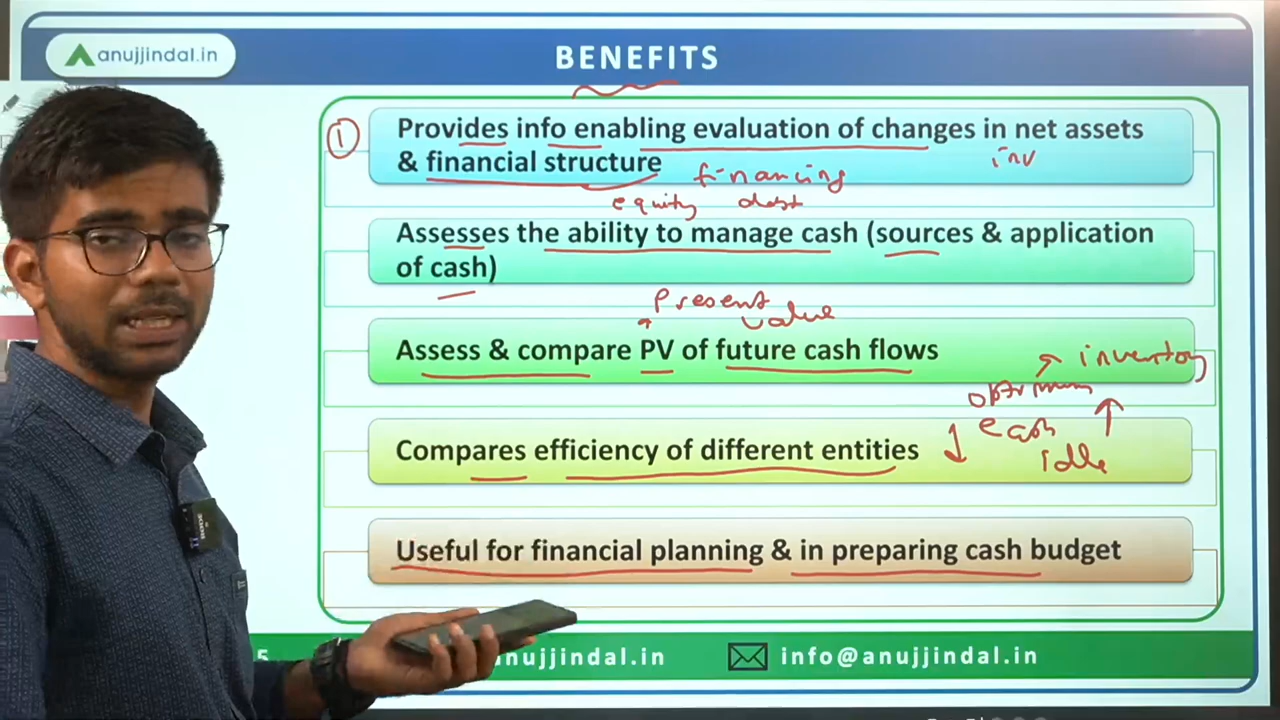 anujjindal.in
BENEFITS
①
Provides info enabling evaluation of changes in net assets
& financial structure
inv
financing
equity debt
Assesses the ability to manage cash (sources & application
of cash)
Present
value
Assess & compare PV of future cash flows
inventory
optimum
cash
idle
Compares efficiency of different entities
Useful for financial planning & in preparing cash budget
5
anujjindal.in
info@anujjindal.in
RODE